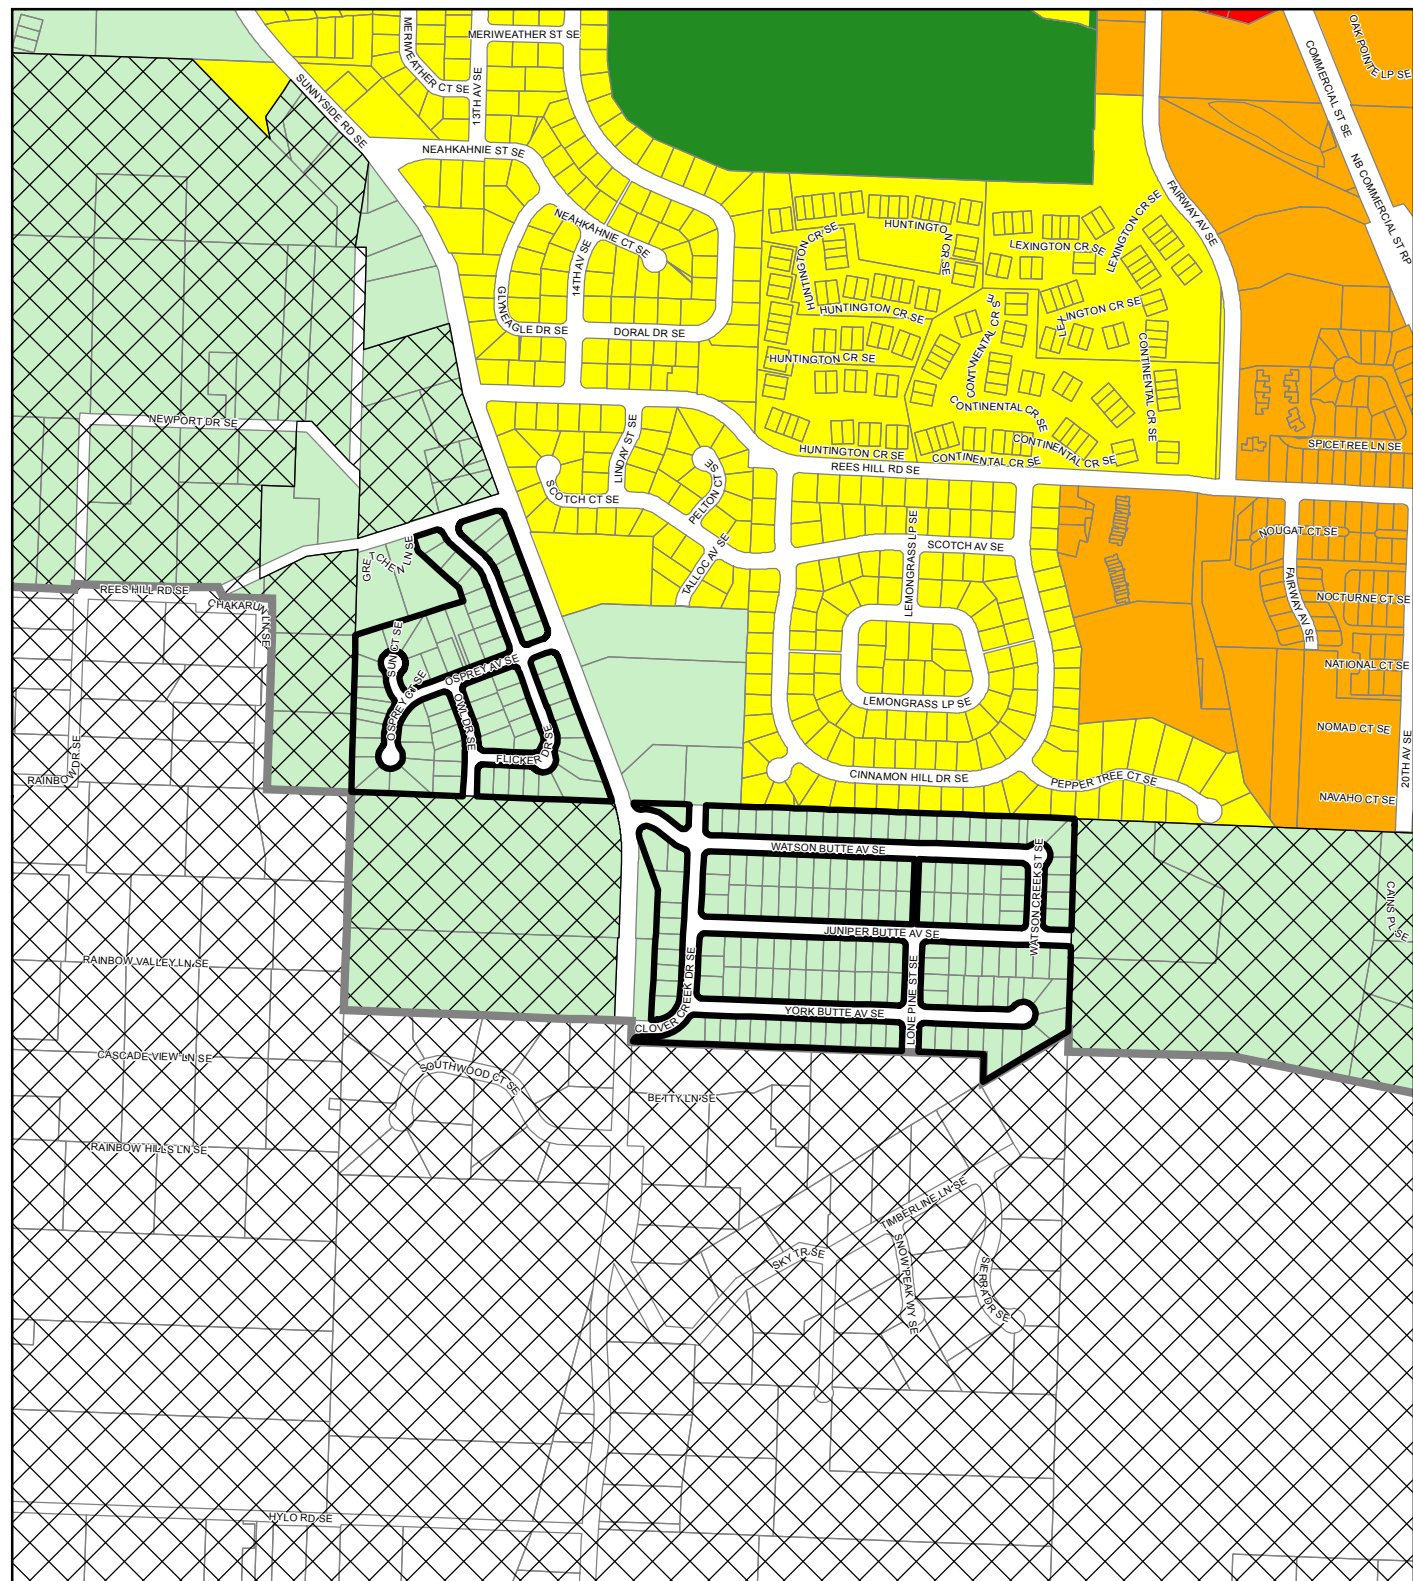 OAK POINTE LP SE
MERIWEATHER ST SE
MERIWEATHER CT SE
COMMERCIAL ST SE
SUNNYSIDE RD SE
13TH AV SE
NEAHKAHNIE ST SE
NB COMMERCIAL ST RP
FAIRWAY AV SE
LEXINGTON CR SE
NEAHKAHNIE CT SE
HUNTINGTON CR SE
HUNTINGTON CR SE
LEXINGTON CR SE
14TH AV SE
GLYNEAGLE DR SE
DORAL DR SE
HUNTINGTON CR SE
LEXINGTON CR SE
CONTINENTAL CR SE
CONTINENTAL CR SE
HUNTINGTON CR SE
CONTINENTAL CR SE
NEWPORT DR SE
LINDAY ST SE
HUNTINGTON CR SE
CONTINENTAL CR SE
CONTINENTAL CR SE
SPICETREE LN SE
REES HILL RD SE
PELTON CT SE
SCOTCH CT SE
LEMONGRASS LP SE
NOUGAT CT SE
SCOTCH AV SE
GRETCHEN LN SE
TALLOC AV SE
FAIRWAY AV SE
REES HILL RD SE
CHAKARUN LN SE
NOCTURNE CT SE
SUN CT SE
OSPREY AV SE
NATIONAL CT SE
OSPREY CT SE
OWL DR SE
LEMONGRASS LP SE
NOMAD CT SE
RAINBOW DR SE
FLICKER DR SE
CINNAMON HILL DR SE
PEPPER TREE CT SE
20TH AV SE
NAVAHO CT SE
WATSON BUTTE AV SE
WATSON CREEK ST SE
CAINS PL SE
JUNIPER BUTTE AV SE
RAINBOW VALLEY LN SE
CLOVER CREEK DR SE
LONE PINE ST SE
YORK BUTTE AV SE
CASCADE VIEW LN SE
SOUTHWOOD CT SE
BETTY LN SE
RAINBOW HILLS LN SE
TIMBERLINE LN SE
SKY TR SE
SNOW PEAK WY SE
SIERRA DR SE
HYLO RD SE